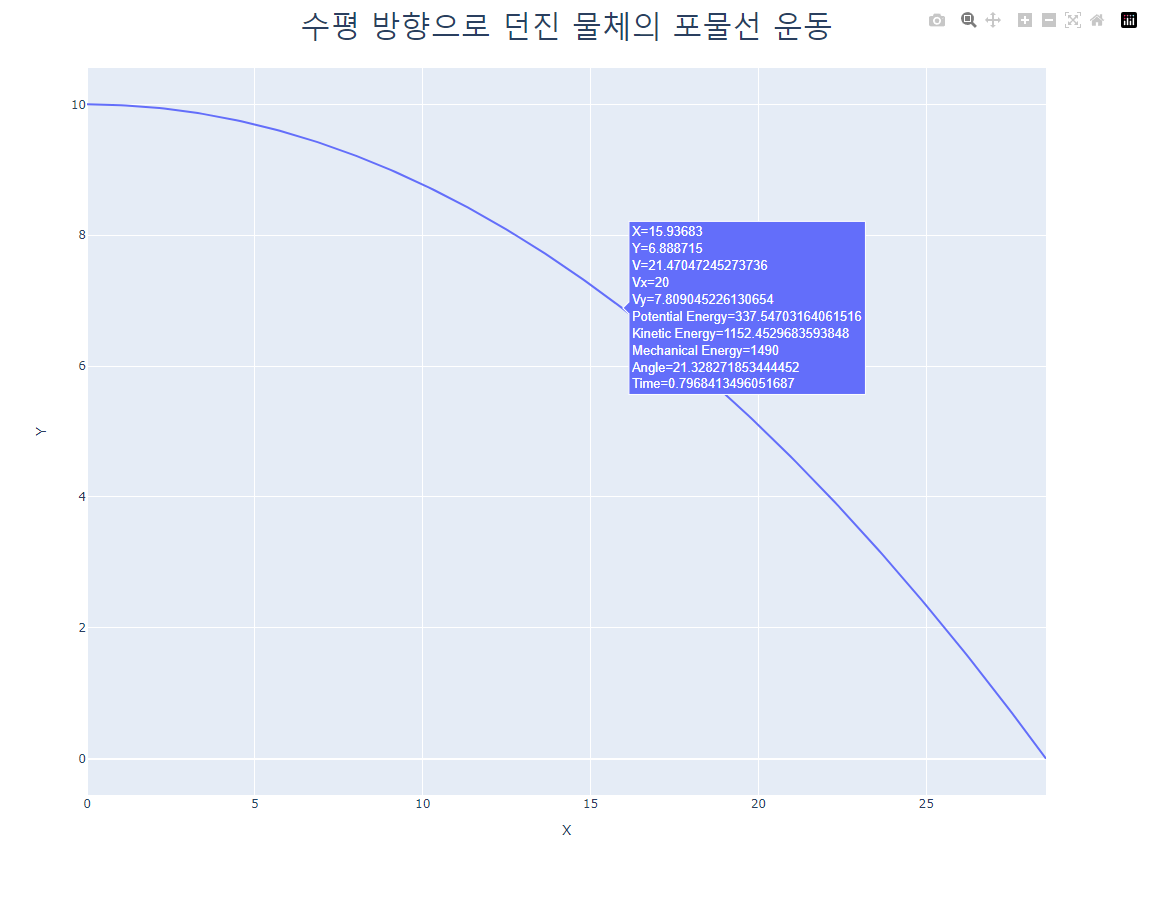 수평 방향으로 던진 물체의 포물선 운동
10
8
X=15.93683
Y=6.888715
V=21.47047245273736
Vx=20
Vy=7.809045226130654
Potential Energy=337.54703164061516
Kinetic Energy=1152.4529683593848
Mechanical Energy=1490
Angle=21.328271853444452
Time=0.7968413496051687
6
Y
4
2
0
0 5 10 15 20 25
X